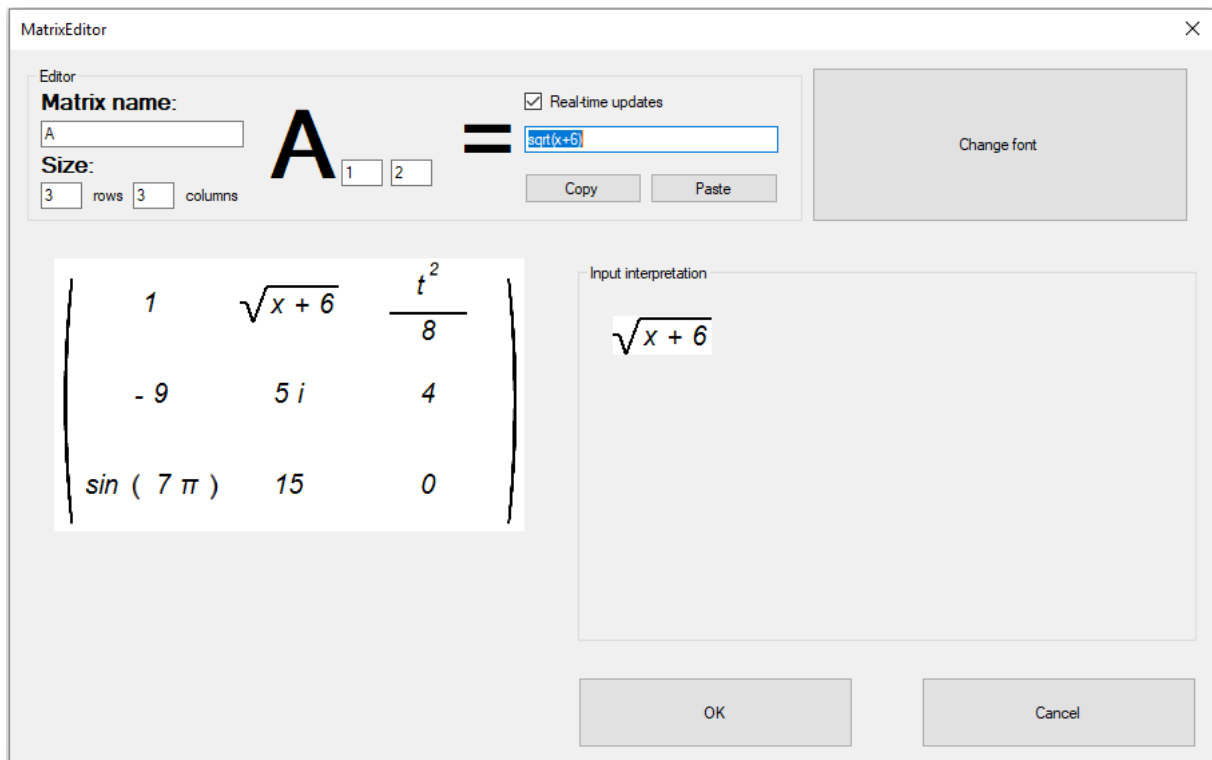 MatrixEditor
Editor
Matrix name:
A
Size:
3 rows 3 columns
A 1 2 =
Real-time updates
sqrt(x+6)
Copy Paste
Change font
1 √x + 6 t² / 8
- 9 5 i 4
sin ( 7 π ) 15 0
Input interpretation
√x + 6
OK Cancel